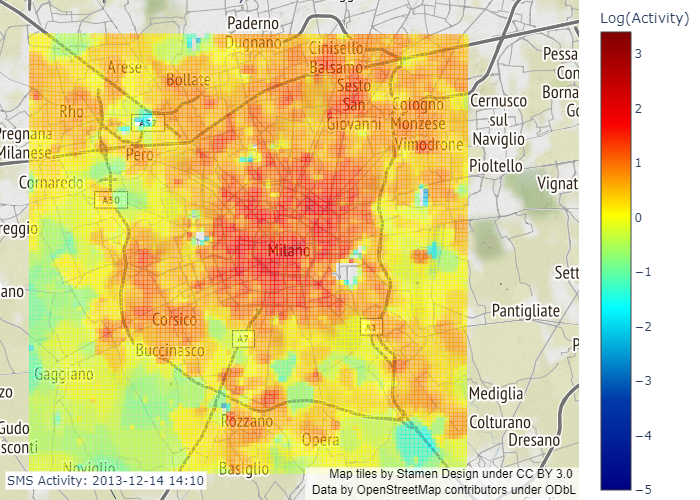 Log(Activity)
Paderno
Dugnano
Cinisello
Balsamo
Arese
Bollate
Sesto
San
Giovanni
Pessa
Con
Borna
Go
Rho
A52
Cologno
Monzese
Cernusco
sul
Naviglio
Pregnana
Milanese
Pero
Vimodrone
Pioltello
Cornaredo
Vignat
A50
reggio
Milano
Sett
ano
Corsico
Pantigliate
A7
A1
Buccinasco
P
Gaggiano
zo
Mediglia
Rozzano
Colturano
Gudo
sconti
Opera
Dresano
Noviglio
Basiglio
3
2
1
0
−1
−2
−3
−4
−5
SMS Activity: 2013-12-14 14:10
Map tiles by Stamen Design under CC BY 3.0
Data by OpenStreetMap contributors under ODbL